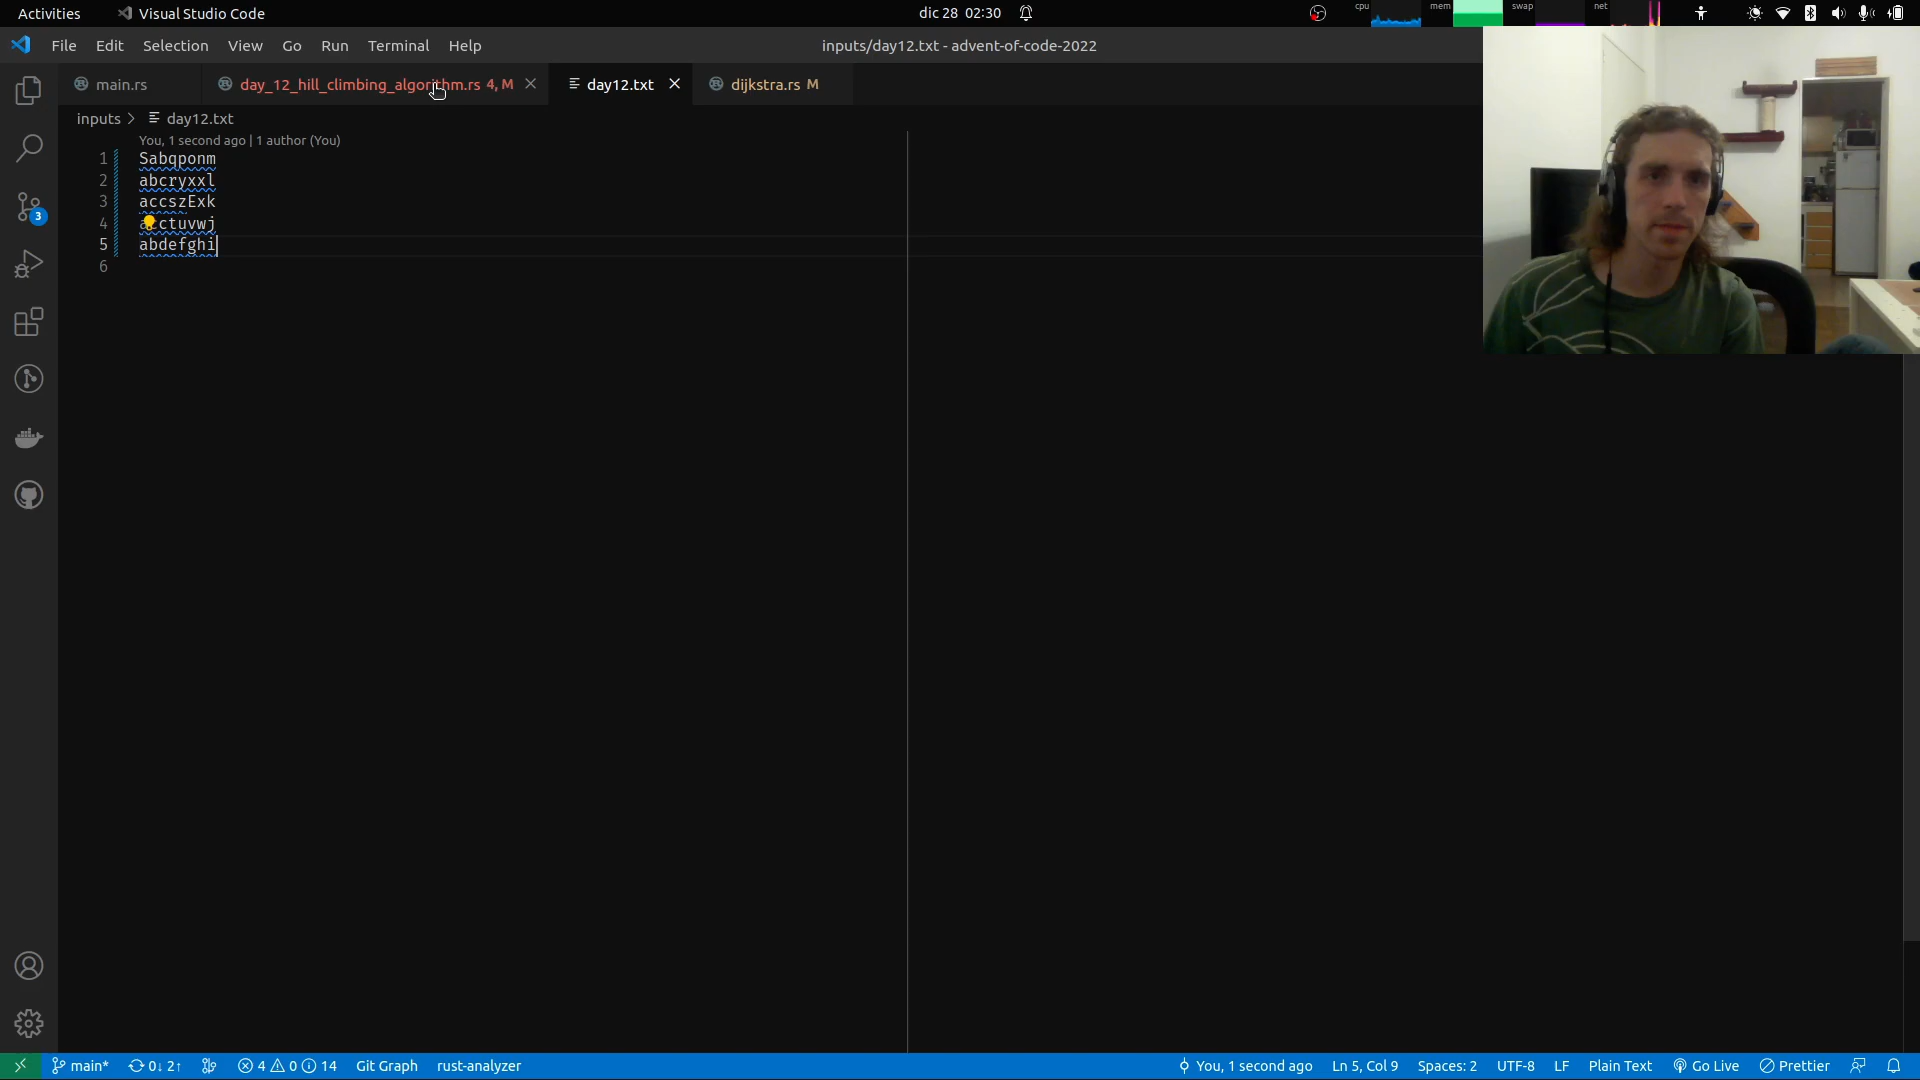 Activities Visual Studio Code dic 28 02:30 cpu mem swap net
File Edit Selection View Go Run Terminal Help inputs/day12.txt - advent-of-code-2022
main.rs day_12_hill_climbing_algorithm.rs 4, M day12.txt dijkstra.rs M
inputs > day12.txt
You, 1 second ago | 1 author (You)
1 Sabqponm
2 abcryxxl
3 accszExk
4 acctuvwj
5 abdefghi
6
3
main* 0↓ 2↑ 4 0 14 Git Graph rust-analyzer You, 1 second ago Ln 5, Col 9 Spaces: 2 UTF-8 LF Plain Text Go Live Prettier